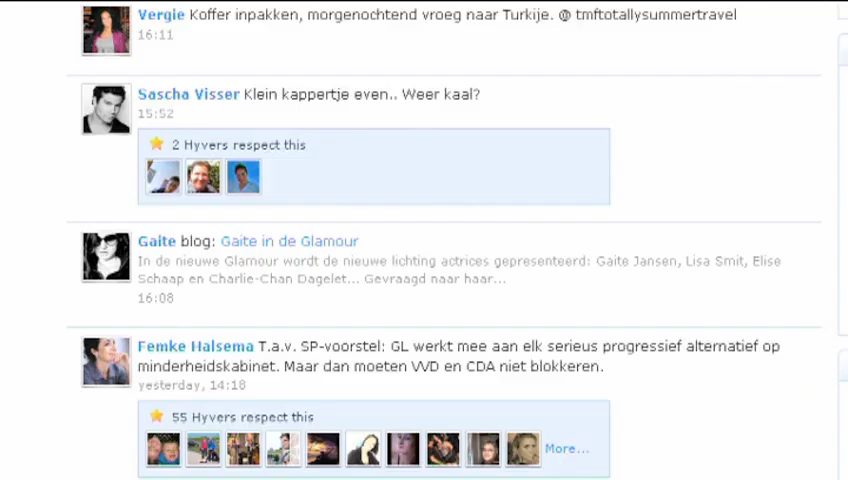 Vergie Koffer inpakken, morgenochtend vroeg naar Turkije. @ tmftotallysummertravel
16:11
Sascha Visser Klein kappertje even.. Weer kaal?
15:52
2 Hyvers respect this
Gaite blog: Gaite in de Glamour
In de nieuwe Glamour wordt de nieuwe lichting actrices gepresenteerd: Gaite Jansen, Lisa Smit, Elise
Schaap en Charlie-Chan Dagelet... Gevraagd naar haar...
16:08
Femke Halsema T.a.v. SP-voorstel: GL werkt mee aan elk serieus progressief alternatief op
minderheidskabinet. Maar dan moeten VVD en CDA niet blokkeren.
yesterday, 14:18
55 Hyvers respect this
More...